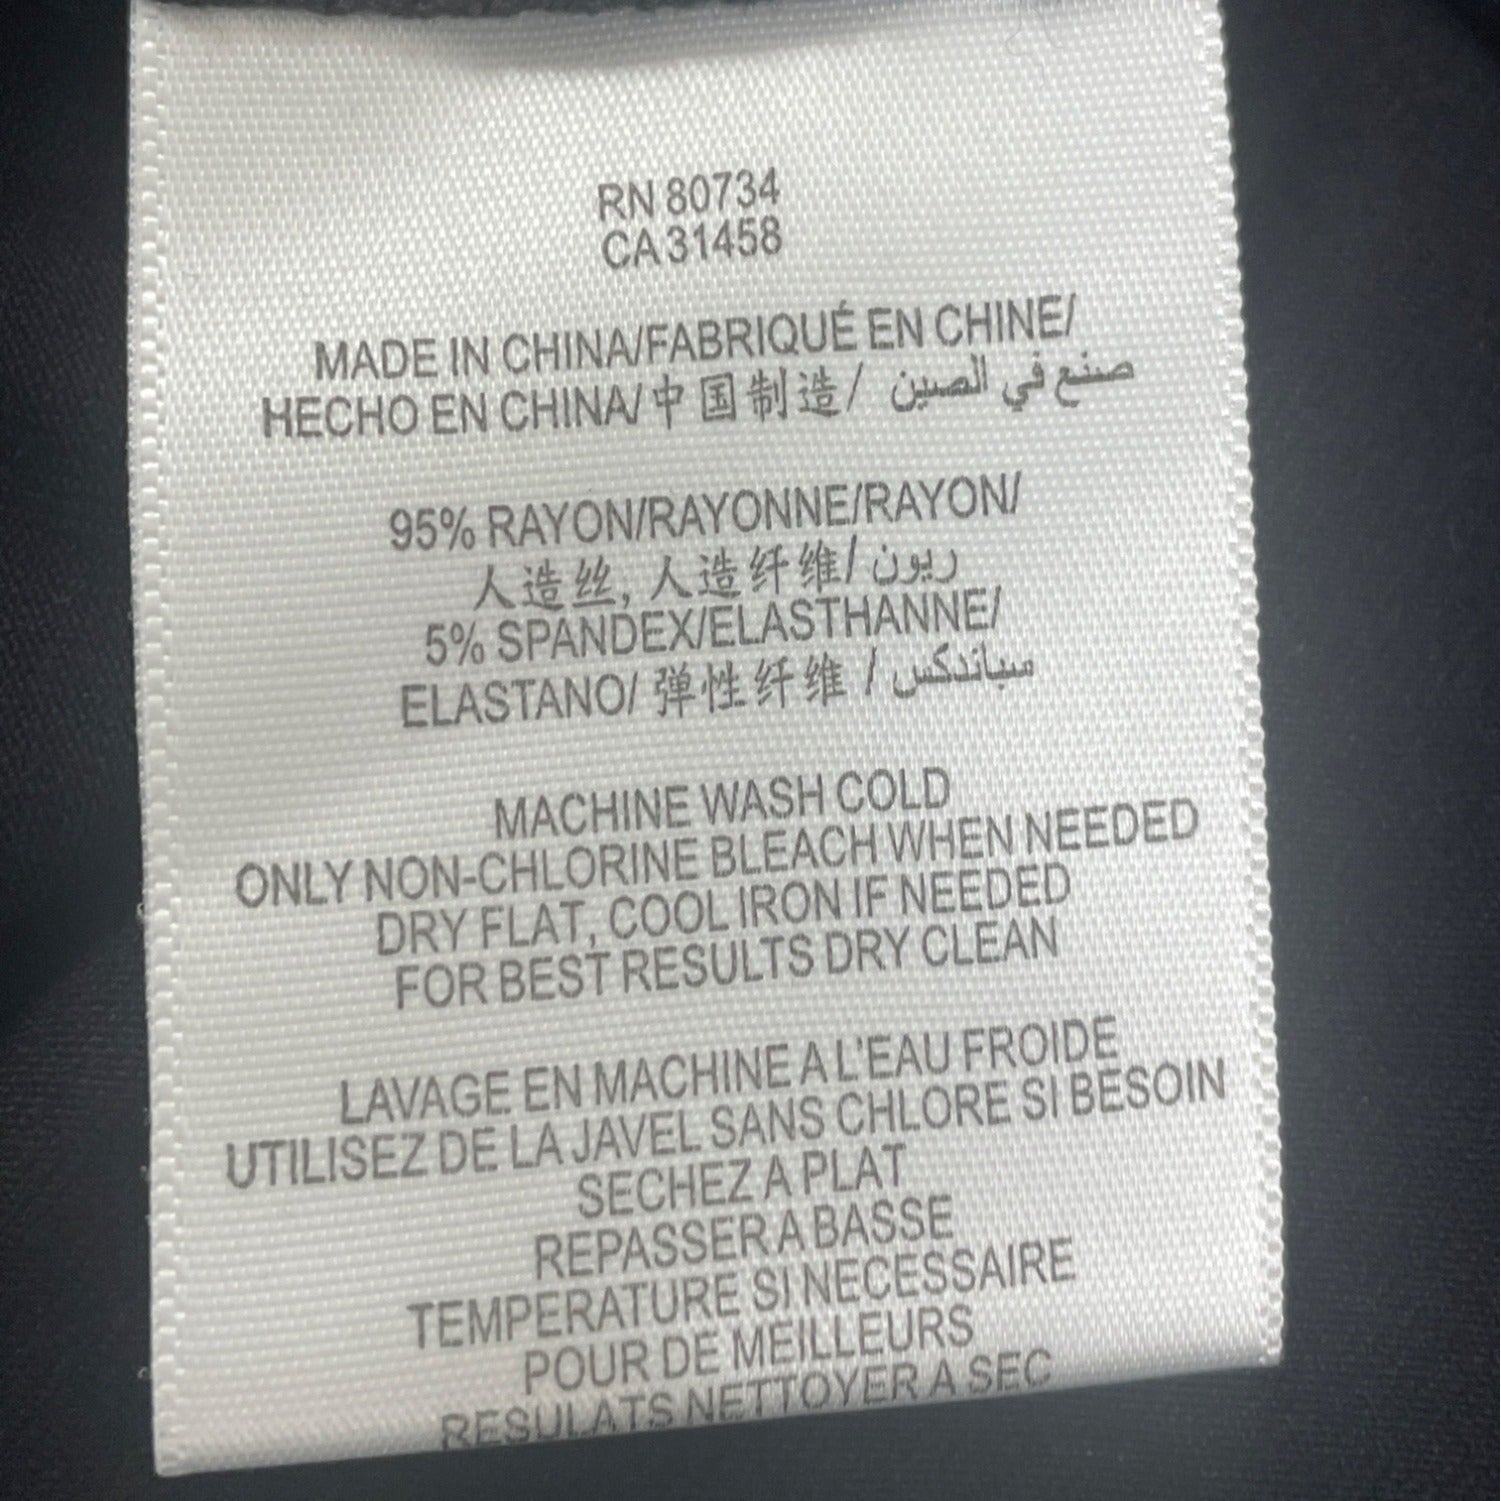 RN 80734
CA 31458
MADE IN CHINA/FABRIQUÉ EN CHINE/
HECHO EN CHINA/ 中国制造/ صنع في الصين
95% RAYON/RAYONNE/RAYON/
人造丝, 人造纤维/ ريون
5% SPANDEX/ELASTHANNE/
ELASTANO/ 弹性纤维 / سباندكس
MACHINE WASH COLD
ONLY NON-CHLORINE BLEACH WHEN NEEDED
DRY FLAT, COOL IRON IF NEEDED
FOR BEST RESULTS DRY CLEAN
LAVAGE EN MACHINE A L'EAU FROIDE
UTILISEZ DE LA JAVEL SANS CHLORE SI BESOIN
SECHEZ A PLAT
REPASSER A BASSE
TEMPERATURE SI NECESSAIRE
POUR DE MEILLEURS
RESULATS NETTOYER A SEC